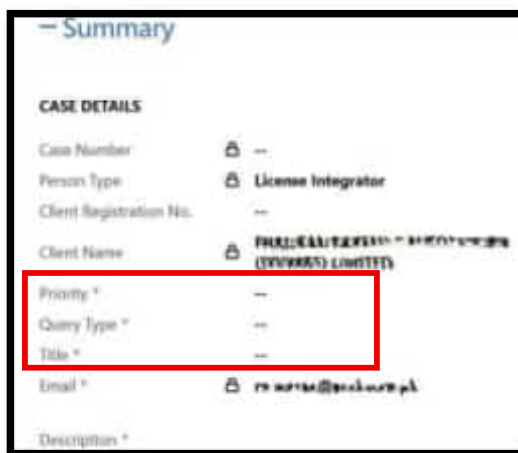 – Summary
CASE DETAILS
Case Number --
Person Type License Integrator
Client Registration No. --
Client Name
LIMITED
Priority * --
Query Type * --
Title * --
Email *
Description *